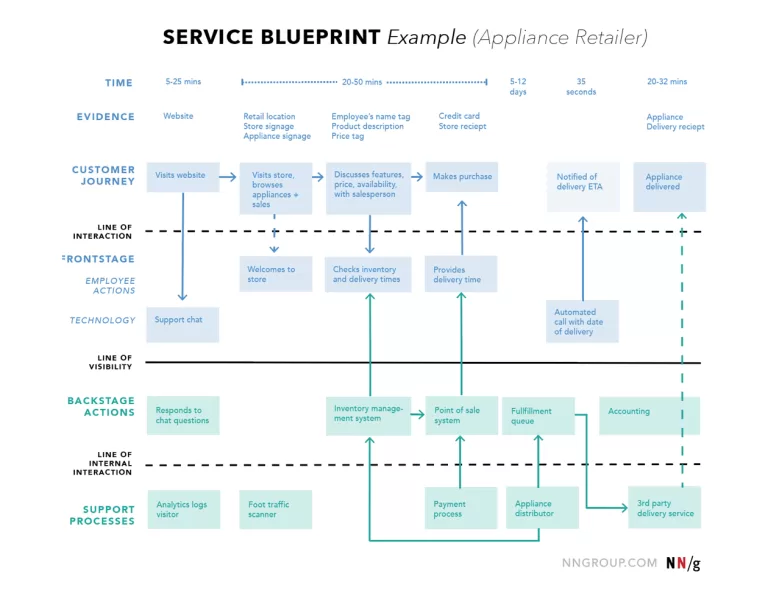 SERVICE BLUEPRINT Example (Appliance Retailer)
TIME
5-25 mins
20-50 mins
5-12
days
35
seconds
20-32 mins
EVIDENCE
Website
Retail location
Store signage
Appliance signage
Employee's name tag
Product description
Price tag
Credit card
Store reciept
Appliance
Delivery reciept
CUSTOMER
JOURNEY
Visits website
Visits store,
browses
appliances +
sales
Discusses features,
price, availability,
with salesperson
Makes purchase
Notified of
delivery ETA
Appliance
delivered
LINE OF
INTERACTION
FRONTSTAGE
EMPLOYEE
ACTIONS
Welcomes to
store
Checks inventory
and delivery times
Provides
delivery time
TECHNOLOGY
Support chat
Automated
call with date
of delivery
LINE OF
VISIBILITY
BACKSTAGE
ACTIONS
Responds to
chat questions
Inventory manage-
ment system
Point of sale
system
Fullfillment
queue
Accounting
LINE OF
INTERNAL
INTERACTION
SUPPORT
PROCESSES
Analytics logs
visitor
Foot traffic
scanner
Payment
process
Appliance
distributor
3rd party
delivery service
NNGROUP.COM NN/g